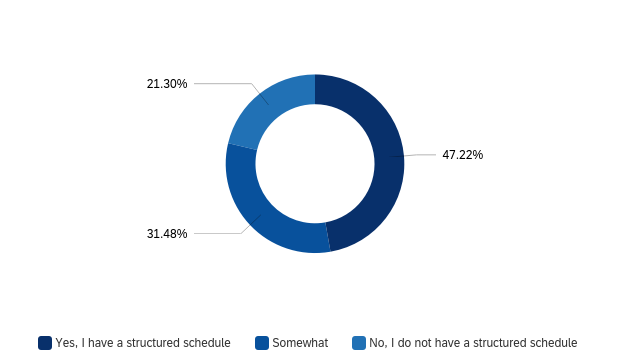 21.30%
47.22%
31.48%
Yes, I have a structured schedule Somewhat No, I do not have a structured schedule